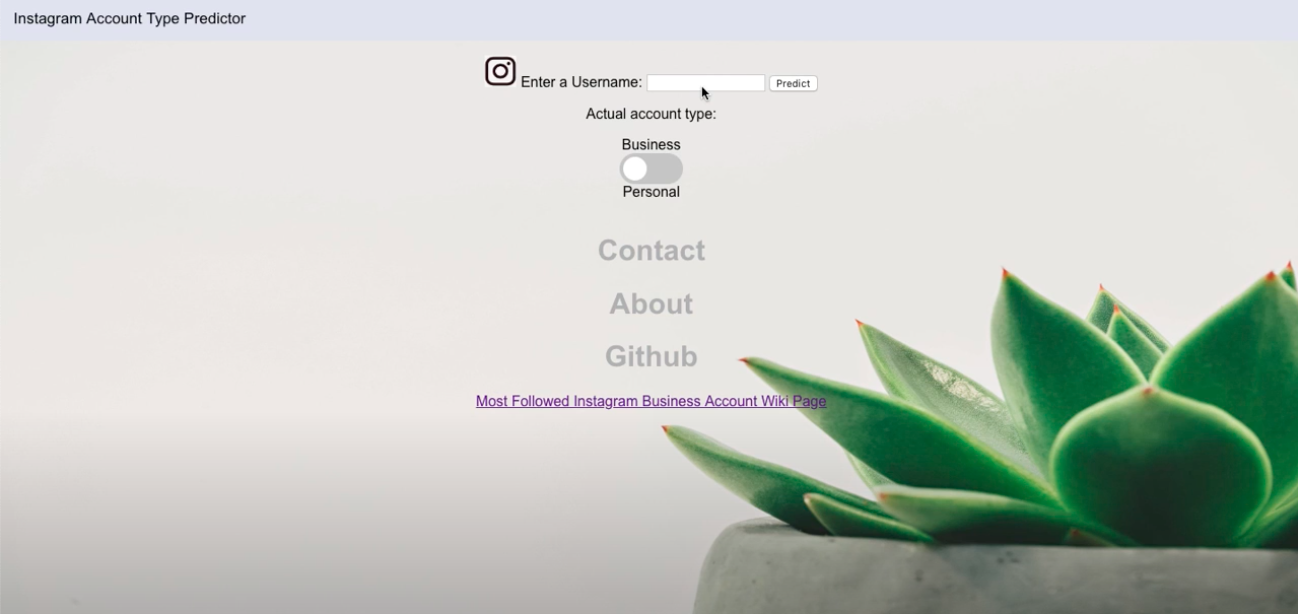 Instagram Account Type Predictor
Enter a Username: Predict
Actual account type:
Business
Personal
Contact
About
Github
Most Followed Instagram Business Account Wiki Page